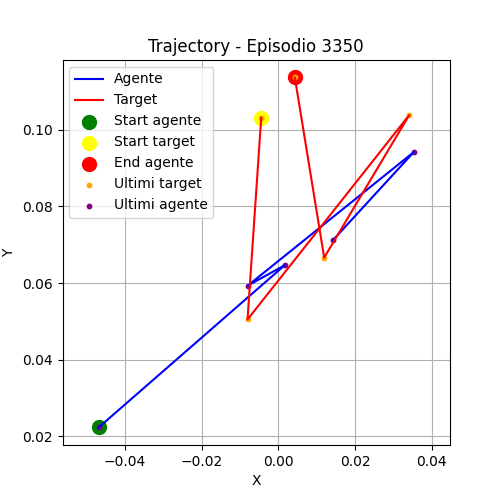 Trajectory - Episodio 3350
Agente
Target
Start agente
Start target
End agente
Ultimi target
Ultimi agente
Y
0.10
0.08
0.06
0.04
0.02
−0.04
−0.02
0.00
0.02
0.04
X